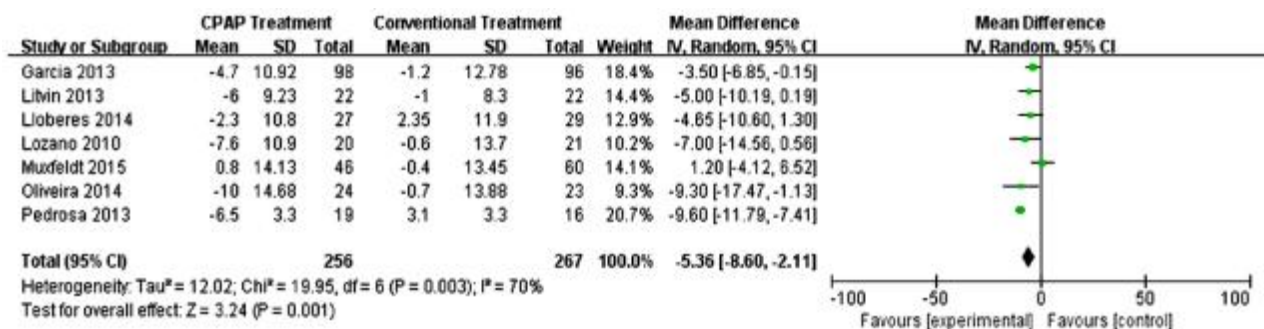 CPAP Treatment Conventional Treatment Mean Difference Mean Difference
Study or Subgroup Mean SD Total Mean SD Total Weight IV, Random, 95% CI IV, Random, 95% CI
Garcia 2013 -4.7 10.92 98 -1.2 12.78 96 18.4% -3.50 [-6.85, -0.15]
Litvin 2013 -6 9.23 22 -1 8.3 22 14.4% -5.00 [-10.19, 0.19]
Lloberes 2014 -2.3 10.8 27 2.35 11.9 29 12.9% -4.65 [-10.60, 1.30]
Lozano 2010 -7.6 10.9 20 -0.6 13.7 21 10.2% -7.00 [-14.56, 0.56]
Muxfeldt 2015 0.8 14.13 46 -0.4 13.45 60 14.1% 1.20 [-4.12, 6.52]
Oliveira 2014 -10 14.68 24 -0.7 13.88 23 9.3% -9.30 [-17.47, -1.13]
Pedrosa 2013 -6.5 3.3 19 3.1 3.3 16 20.7% -9.60 [-11.79, -7.41]
Total (95% CI) 256 267 100.0% -5.36 [-8.60, -2.11]
Heterogeneity: Tau² = 12.02; Chi² = 19.95, df = 6 (P = 0.003); I² = 70%
Test for overall effect: Z = 3.24 (P = 0.001)
-100 -50 0 50 100
Favours [experimental] Favours [control]